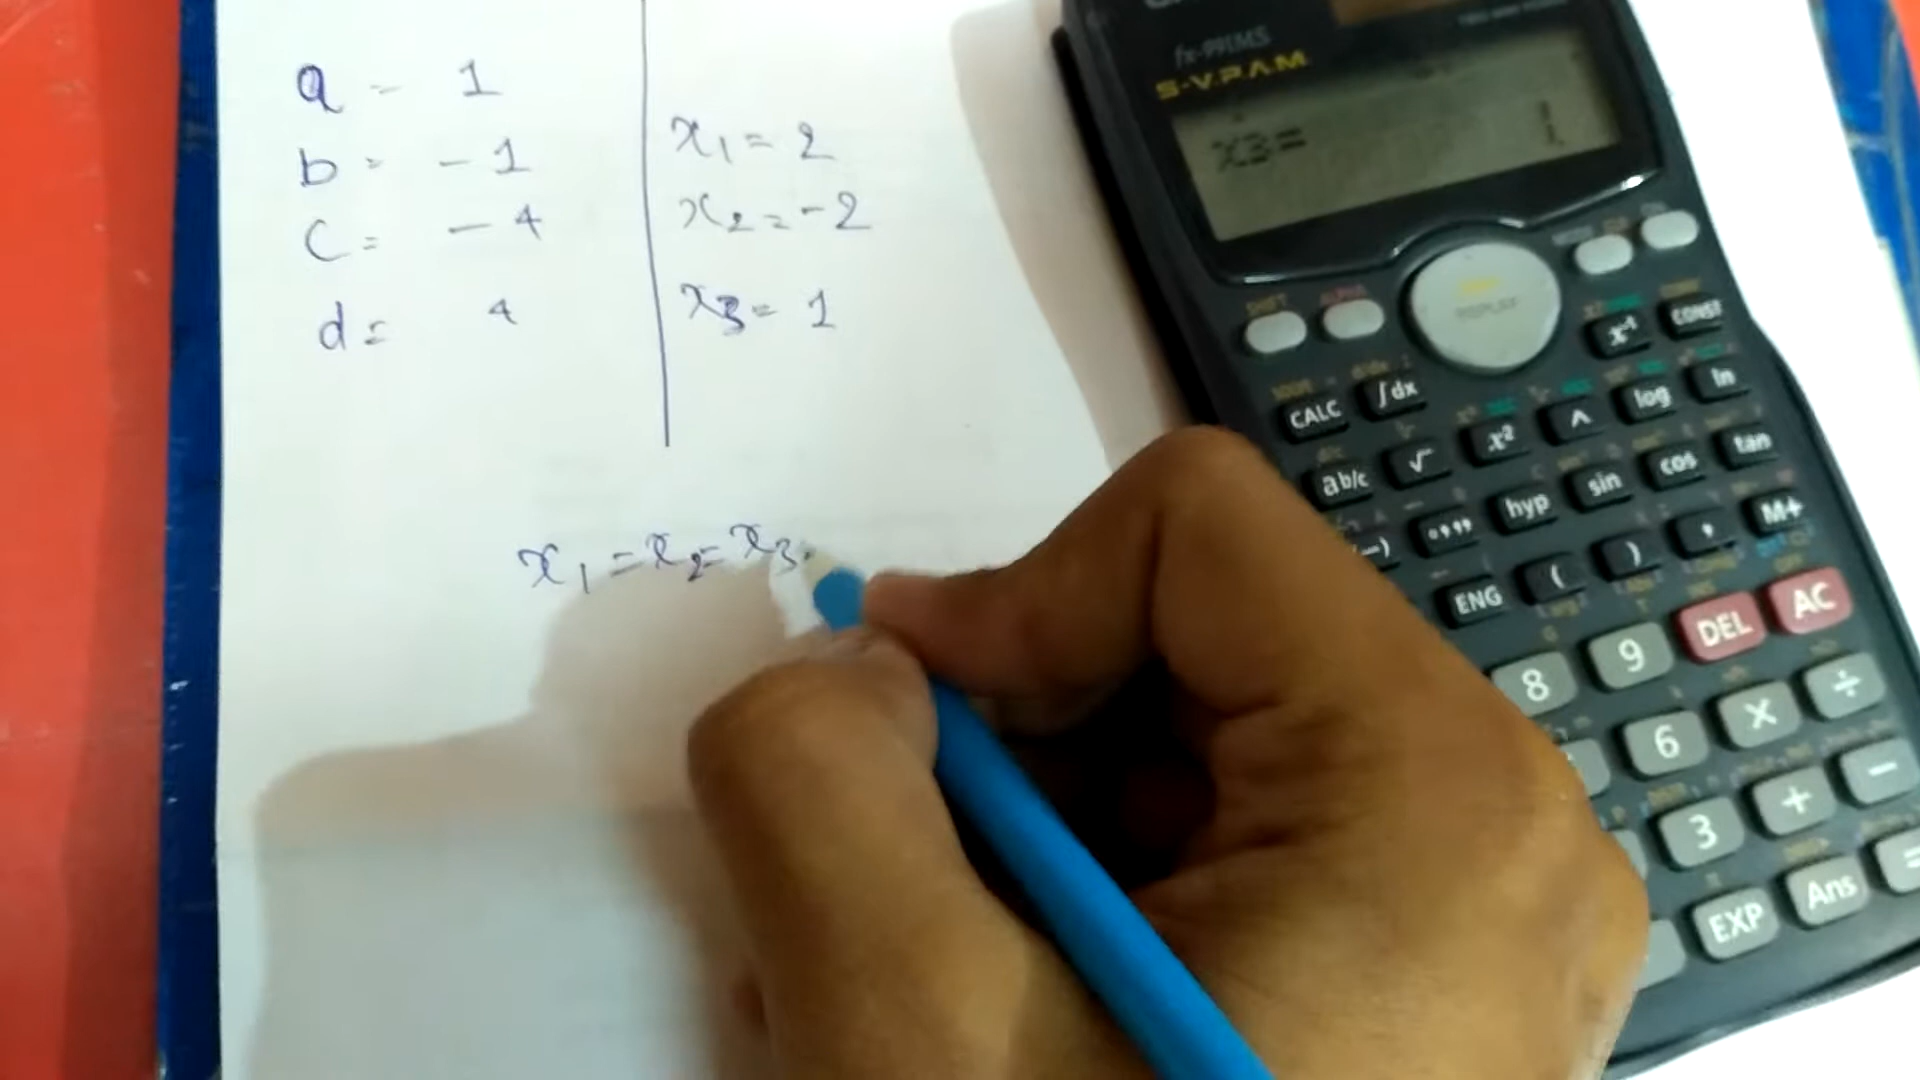 a = 1
b = - 1
c = - 4
d = 4
x1 = 2
x2 = -2
x3 = 1
x1 = x2 = x3
fx-991MS
S-V.P.A.M.
x3= 1.
SHIFT ALPHA
REPLAY
x-1 CONST
CALC ∫dx
ab/c √ x² ^ log ln
(−) °,,, hyp sin cos tan
ENG ( ) , M+
8 9 DEL AC
6 × ÷
3 + −
EXP Ans =